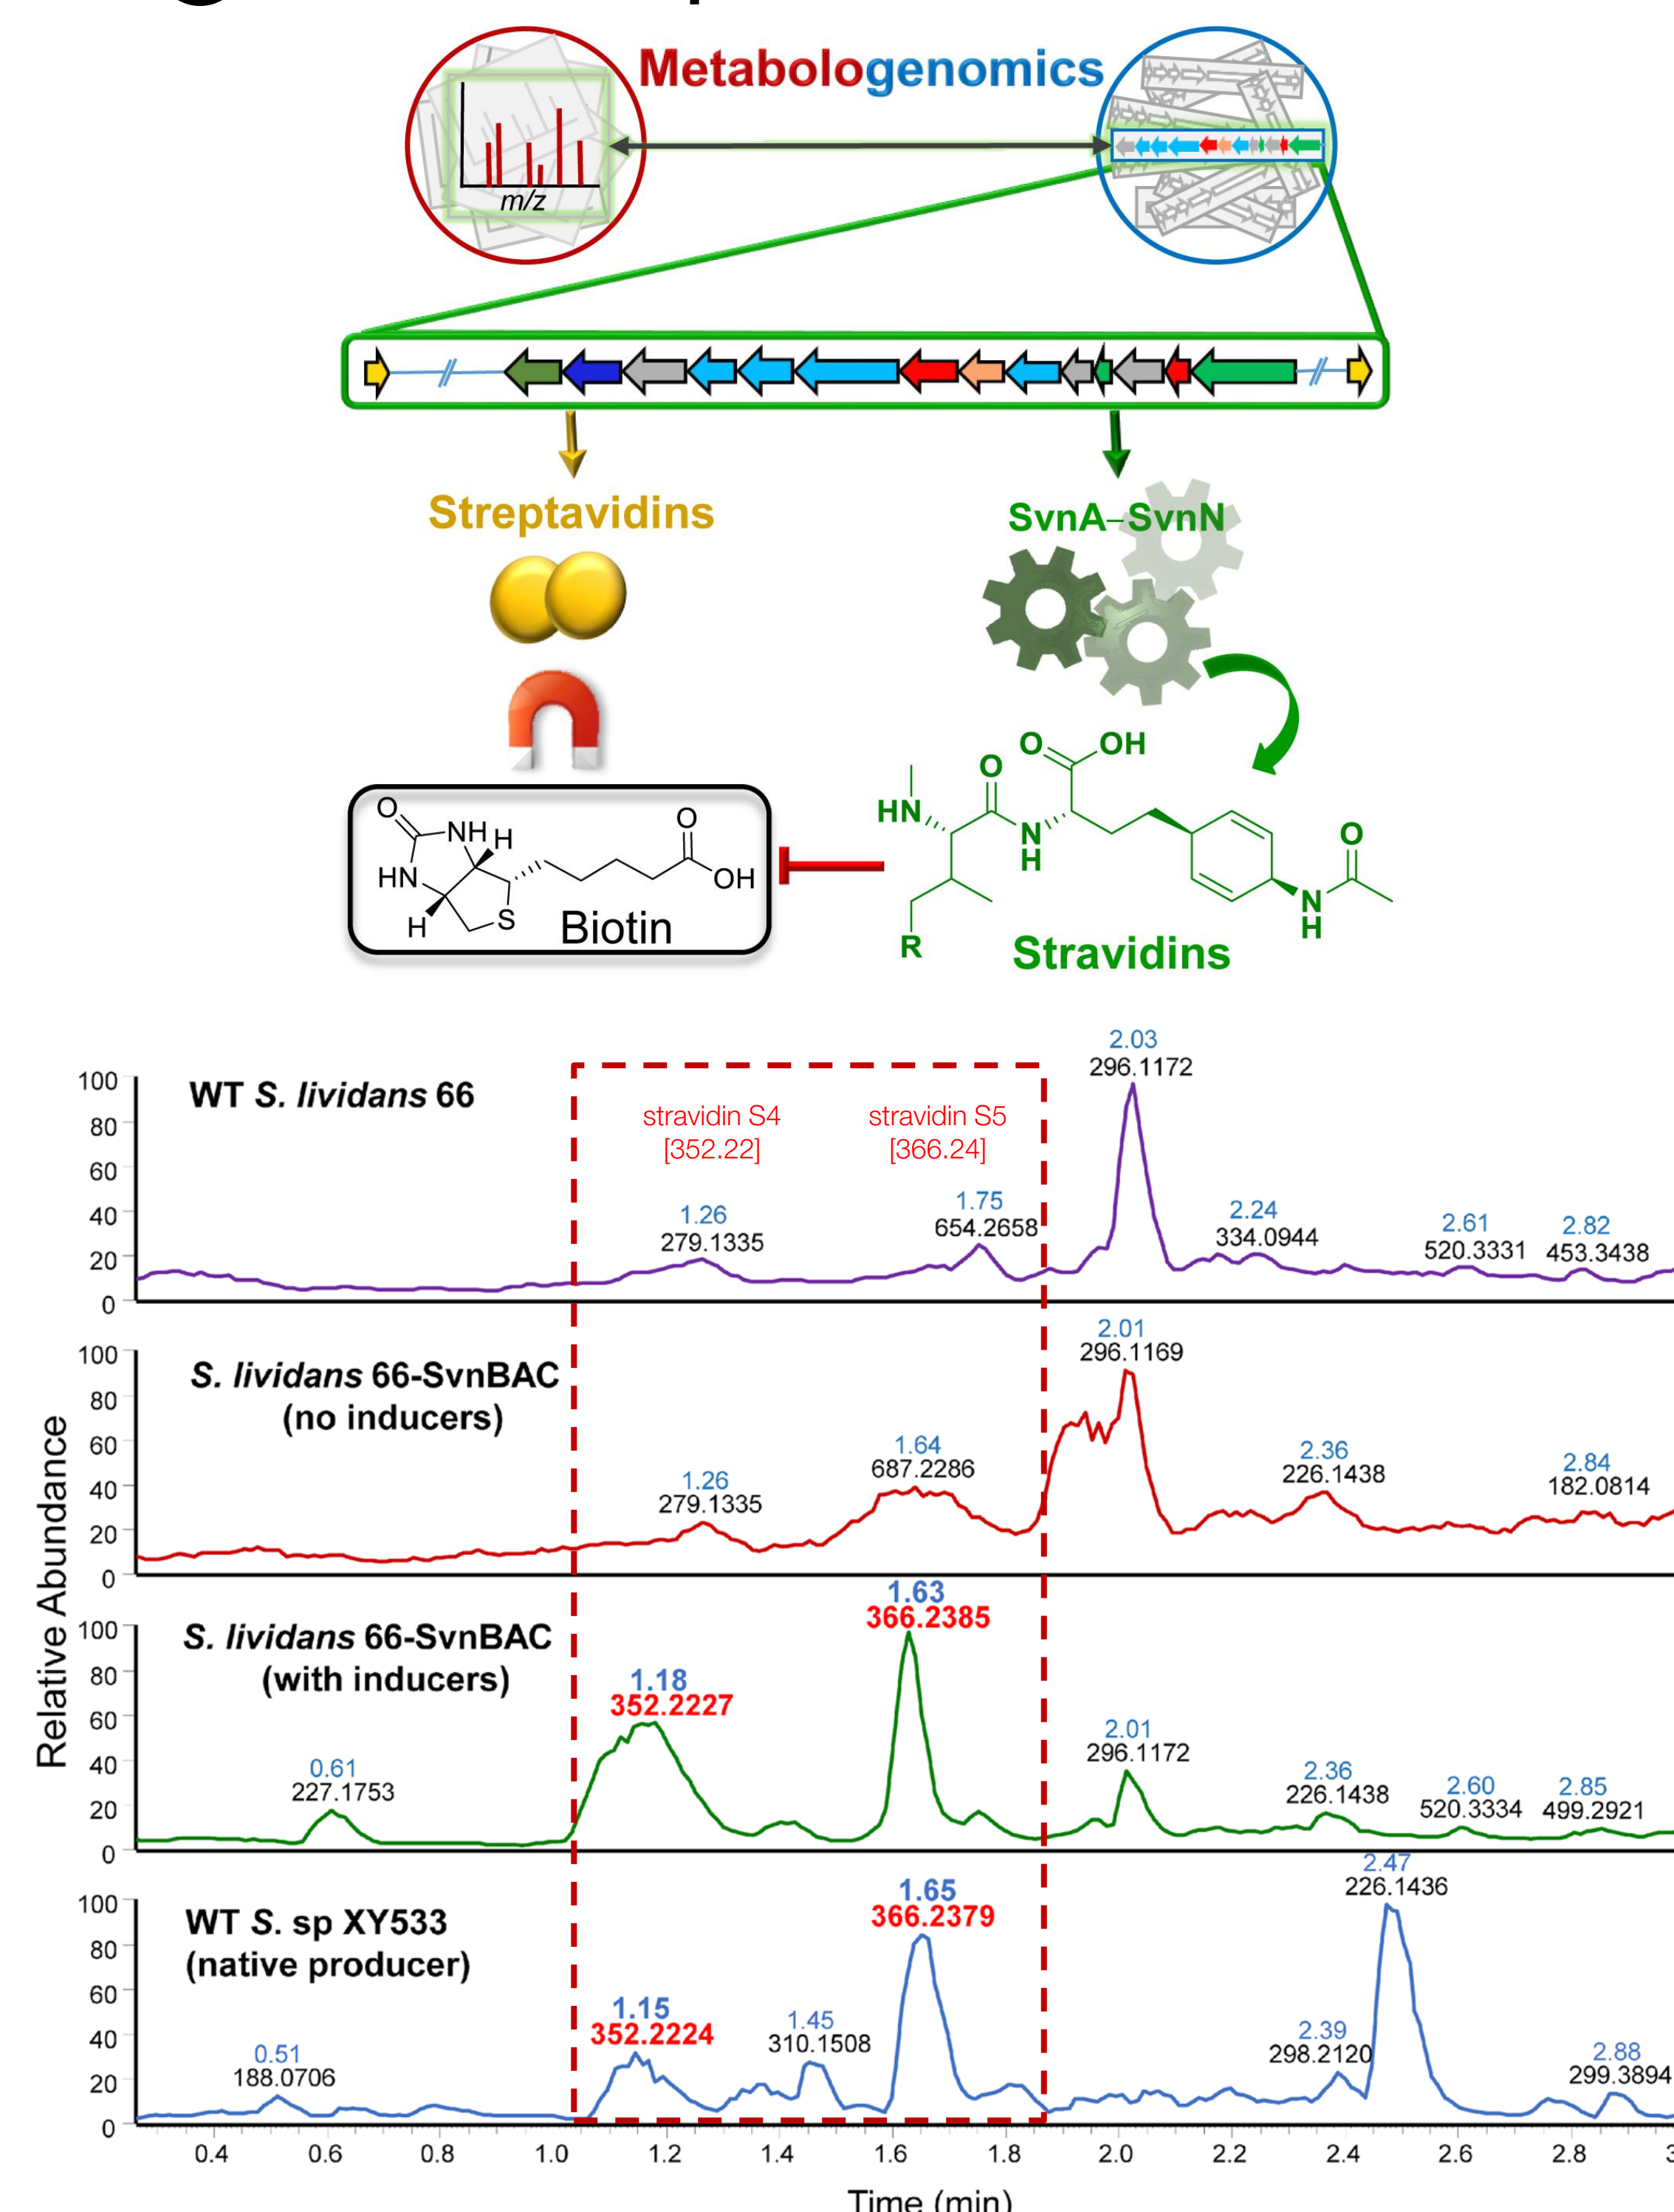 Metabologenomics
m/z
Streptavidins
SvnA–SvnN
O
NH
H
HN
H
S
O
OH
Biotin
HN
O
N
H
O
OH
R
N
H
O
Stravidins
Relative Abundance
WT S. lividans 66
100
80
60
40
20
0
stravidin S4
[352.22]
stravidin S5
[366.24]
1.26
279.1335
1.75
654.2658
2.03
296.1172
2.24
334.0944
2.61
520.3331
2.82
453.3438
S. lividans 66-SvnBAC
(no inducers)
100
80
60
40
20
0
1.26
279.1335
1.64
687.2286
2.01
296.1169
2.36
226.1438
2.84
182.0814
S. lividans 66-SvnBAC
(with inducers)
100
80
60
40
20
0
0.61
227.1753
1.18
352.2227
1.63
366.2385
2.01
296.1172
2.36
226.1438
2.60
520.3334
2.85
499.2921
WT S. sp XY533
(native producer)
100
80
60
40
20
0
0.51
188.0706
1.15
352.2224
1.45
310.1508
1.65
366.2379
2.39
298.2120
2.47
226.1436
2.88
299.3894
0.4 0.6 0.8 1.0 1.2 1.4 1.6 1.8 2.0 2.2 2.4 2.6 2.8
Time (min)